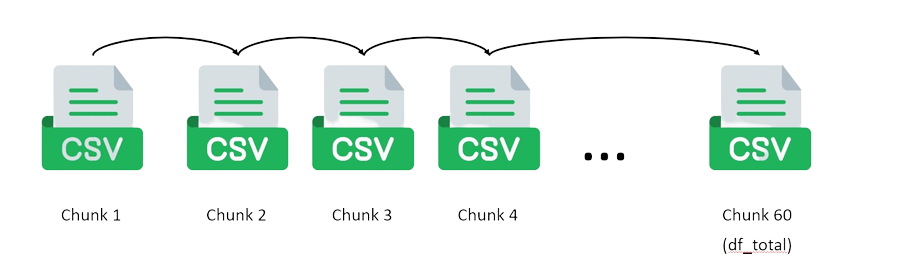 CSV CSV CSV CSV ... CSV
Chunk 1 Chunk 2 Chunk 3 Chunk 4 Chunk 60
(df_total)